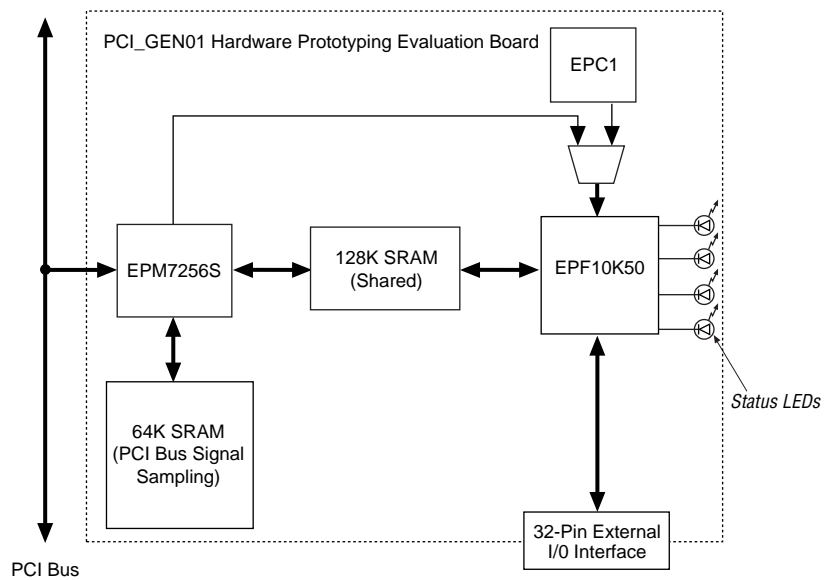 PCI_GEN01 Hardware Prototyping Evaluation Board
EPC1
EPM7256S
128K SRAM
(Shared)
EPF10K50
Status LEDs
64K SRAM
(PCI Bus Signal
Sampling)
32-Pin External
I/0 Interface
PCI Bus